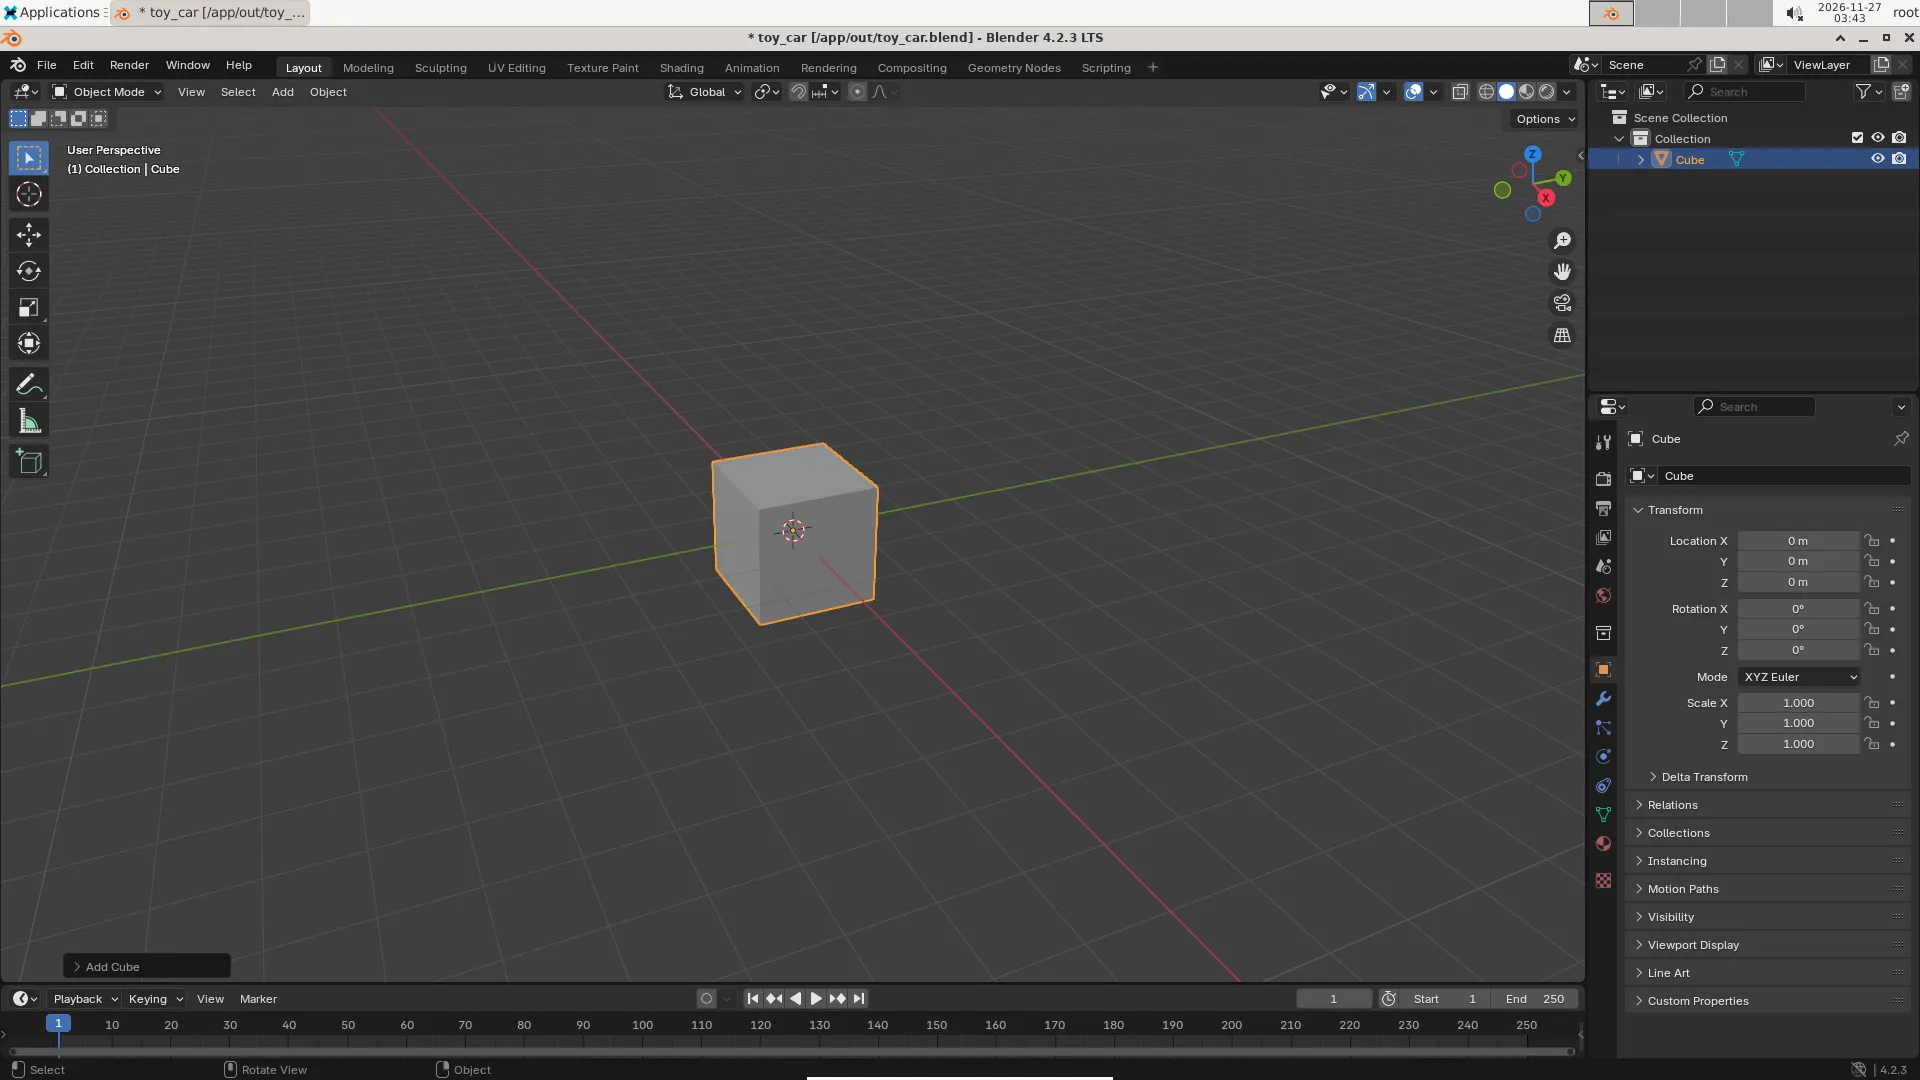 Applications
* toy_car [/app/out/toy_...
2026-11-27
03:43
root
* toy_car [/app/out/toy_car.blend] - Blender 4.2.3 LTS
File Edit Render Window Help
Layout Modeling Sculpting UV Editing Texture Paint Shading Animation Rendering Compositing Geometry Nodes Scripting
Scene
ViewLayer
Object Mode View Select Add Object
Global
Search
Options
User Perspective
(1) Collection | Cube
Z
Y
X
Scene Collection
Collection
Cube
Search
Cube
Cube
Transform
Location X 0 m
Y 0 m
Z 0 m
Rotation X 0°
Y 0°
Z 0°
Mode XYZ Euler
Scale X 1.000
Y 1.000
Z 1.000
Delta Transform
Relations
Collections
Instancing
Motion Paths
Visibility
Viewport Display
Line Art
Custom Properties
Add Cube
Playback Keying View Marker
1
Start 1
End 250
1 10 20 30 40 50 60 70 80 90 100 110 120 130 140 150 160 170 180 190 200 210 220 230 240 250
Select
Rotate View
Object
4.2.3